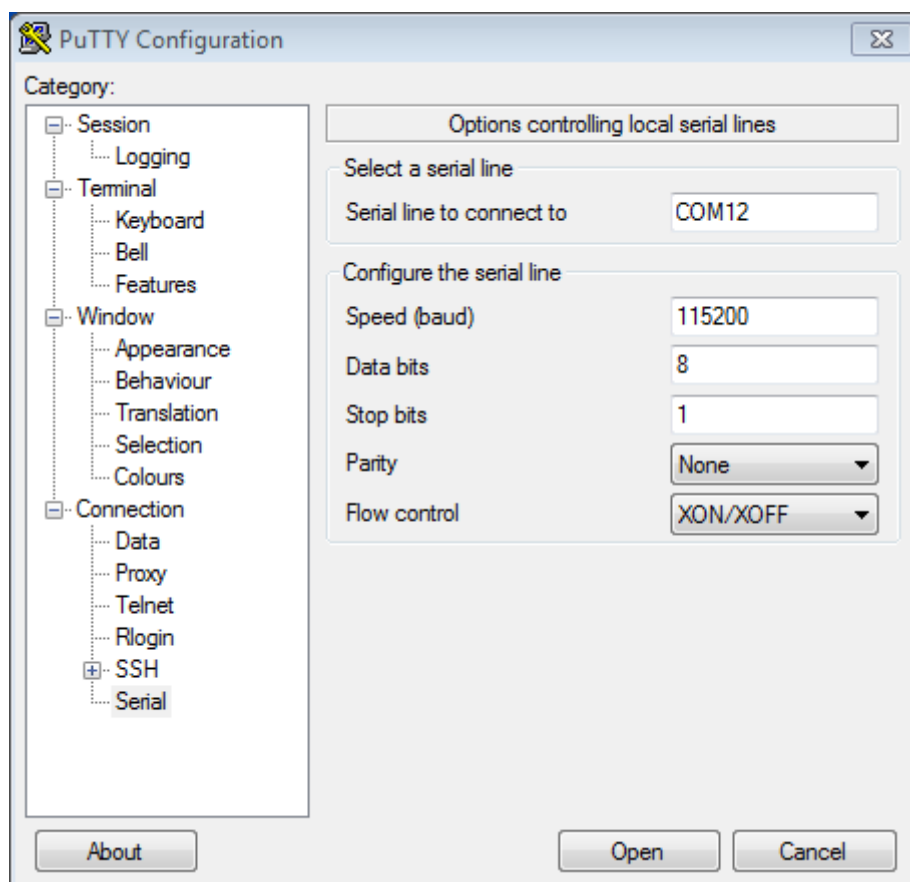 PuTTY Configuration
Category:
Session
Logging
Terminal
Keyboard
Bell
Features
Window
Appearance
Behaviour
Translation
Selection
Colours
Connection
Data
Proxy
Telnet
Rlogin
SSH
Serial
Options controlling local serial lines
Select a serial line
Serial line to connect to COM12
Configure the serial line
Speed (baud) 115200
Data bits 8
Stop bits 1
Parity None
Flow control XON/XOFF
About Open Cancel